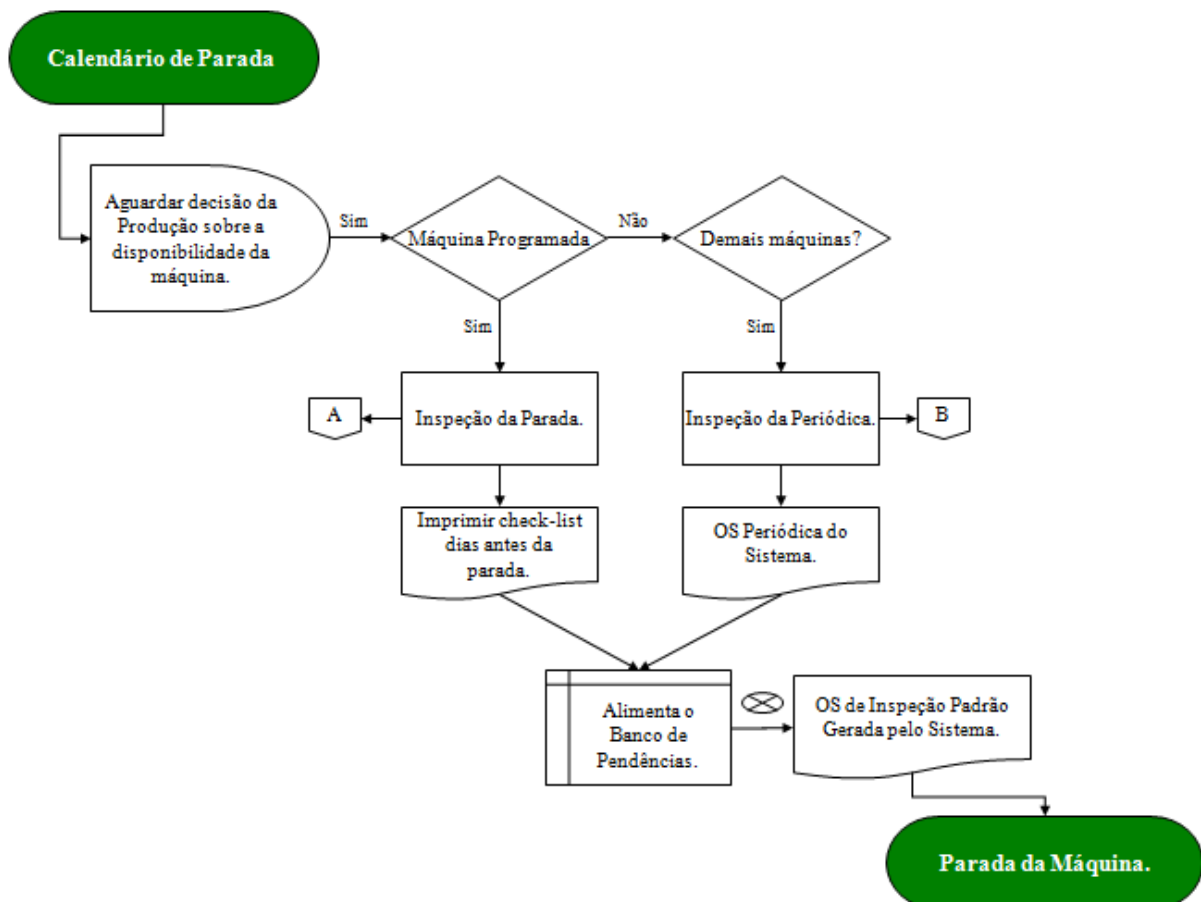 Calendário de Parada
Aguardar decisão da
Produção sobre a
disponibilidade da
máquina.
Sim
Máquina Programada
Não
Demais máquinas?
Sim
Sim
A
Inspeção da Parada.
Inspeção da Periódica.
B
Imprimir check-list
dias antes da
parada.
OS Periódica do
Sistema.
Alimenta o
Banco de
Pendências.
OS de Inspeção Padrão
Gerada pelo Sistema.
Parada da Máquina.